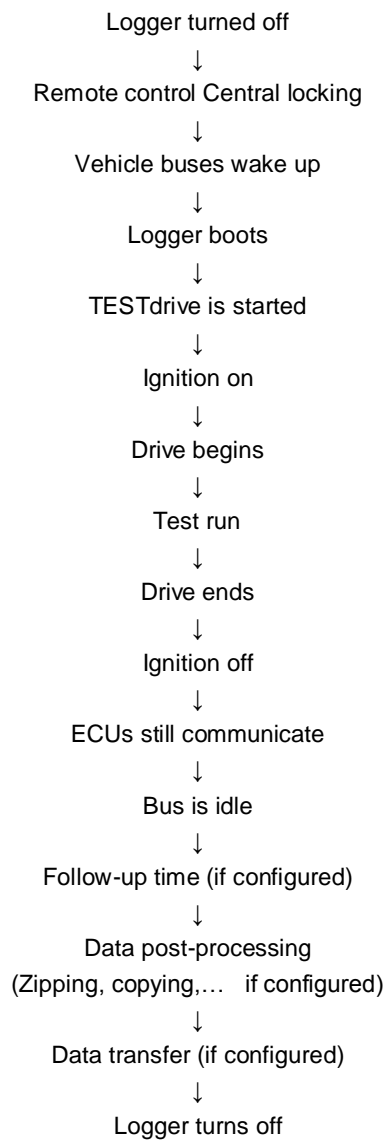 Logger turned off
↓
Remote control Central locking
↓
Vehicle buses wake up
↓
Logger boots
↓
TESTdrive is started
↓
Ignition on
↓
Drive begins
↓
Test run
↓
Drive ends
↓
Ignition off
↓
ECUs still communicate
↓
Bus is idle
↓
Follow-up time (if configured)
↓
Data post-processing
(Zipping, copying,… if configured)
↓
Data transfer (if configured)
↓
Logger turns off